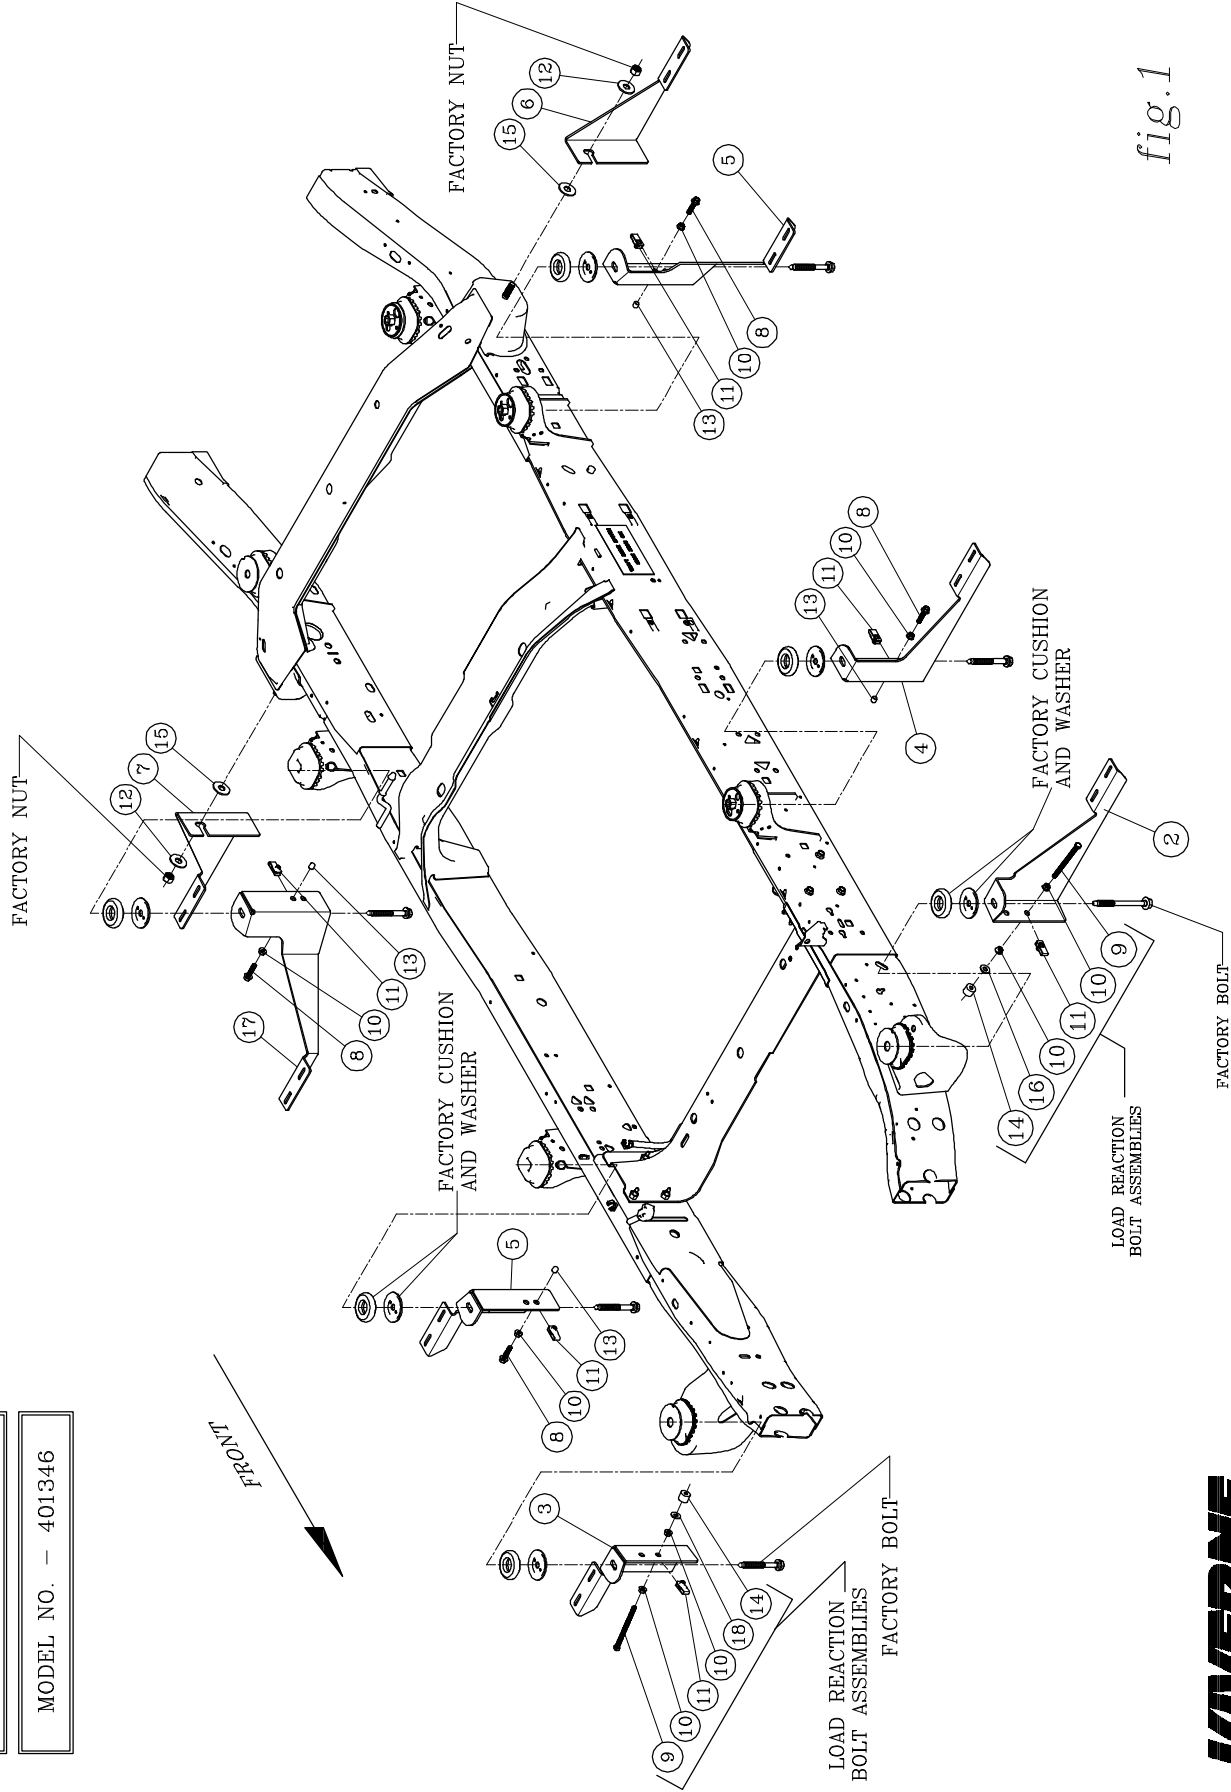 MODEL NO. - 401346
FRONT
FACTORY NUT
12
7
15
17
8
10
11
13
FACTORY CUSHION
AND WASHER
5
8
10
11
13
3
9
10
11
10
18
14
LOAD REACTION
BOLT ASSEMBLIES
FACTORY BOLT
FACTORY NUT
15
6
12
5
13
11
10
8
13
11
10
8
4
FACTORY CUSHION
AND WASHER
2
14
16
10
11
10
9
LOAD REACTION
BOLT ASSEMBLIES
FACTORY BOLT
fig.1